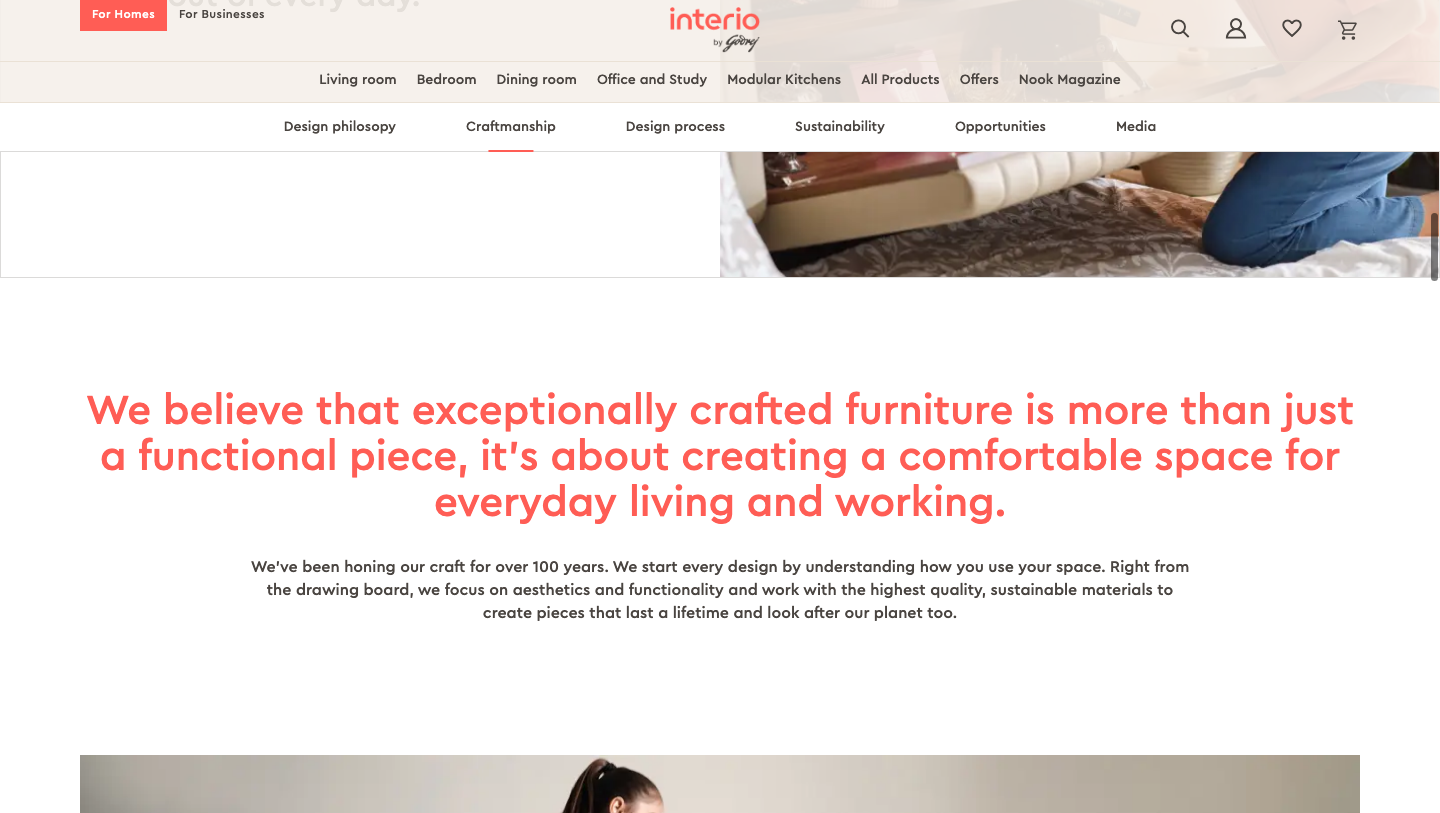 out of every day.
For Homes
For Businesses
interio
by Godrej
Living room
Bedroom
Dining room
Office and Study
Modular Kitchens
All Products
Offers
Nook Magazine
Design philosopy
Craftmanship
Design process
Sustainability
Opportunities
Media
We believe that exceptionally crafted furniture is more than just
a functional piece, it's about creating a comfortable space for
everyday living and working.
We've been honing our craft for over 100 years. We start every design by understanding how you use your space. Right from
the drawing board, we focus on aesthetics and functionality and work with the highest quality, sustainable materials to
create pieces that last a lifetime and look after our planet too.